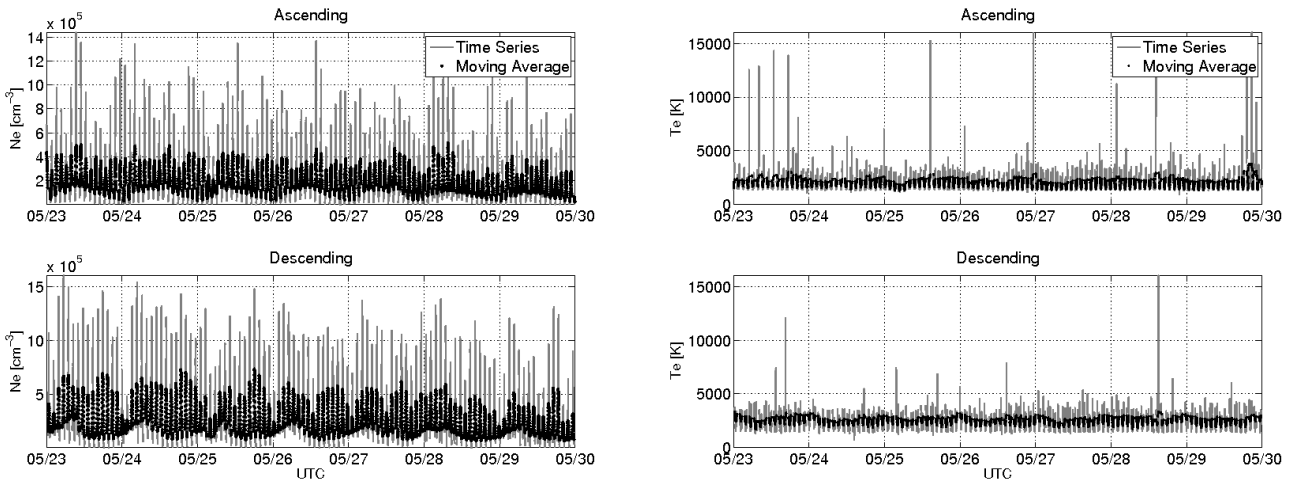 Ascending
x 10⁵
Time Series
Moving Average
Ne [cm⁻³]
14
12
10
8
6
4
2
05/23 05/24 05/25 05/26 05/27 05/28 05/29 05/30
Ascending
Time Series
Moving Average
Te [K]
15000
10000
5000
0
05/23 05/24 05/25 05/26 05/27 05/28 05/29 05/30
Descending
x 10⁵
Ne [cm⁻³]
15
10
5
05/23 05/24 05/25 05/26 05/27 05/28 05/29 05/30
UTC
Descending
Te [K]
15000
10000
5000
0
05/23 05/24 05/25 05/26 05/27 05/28 05/29 05/30
UTC